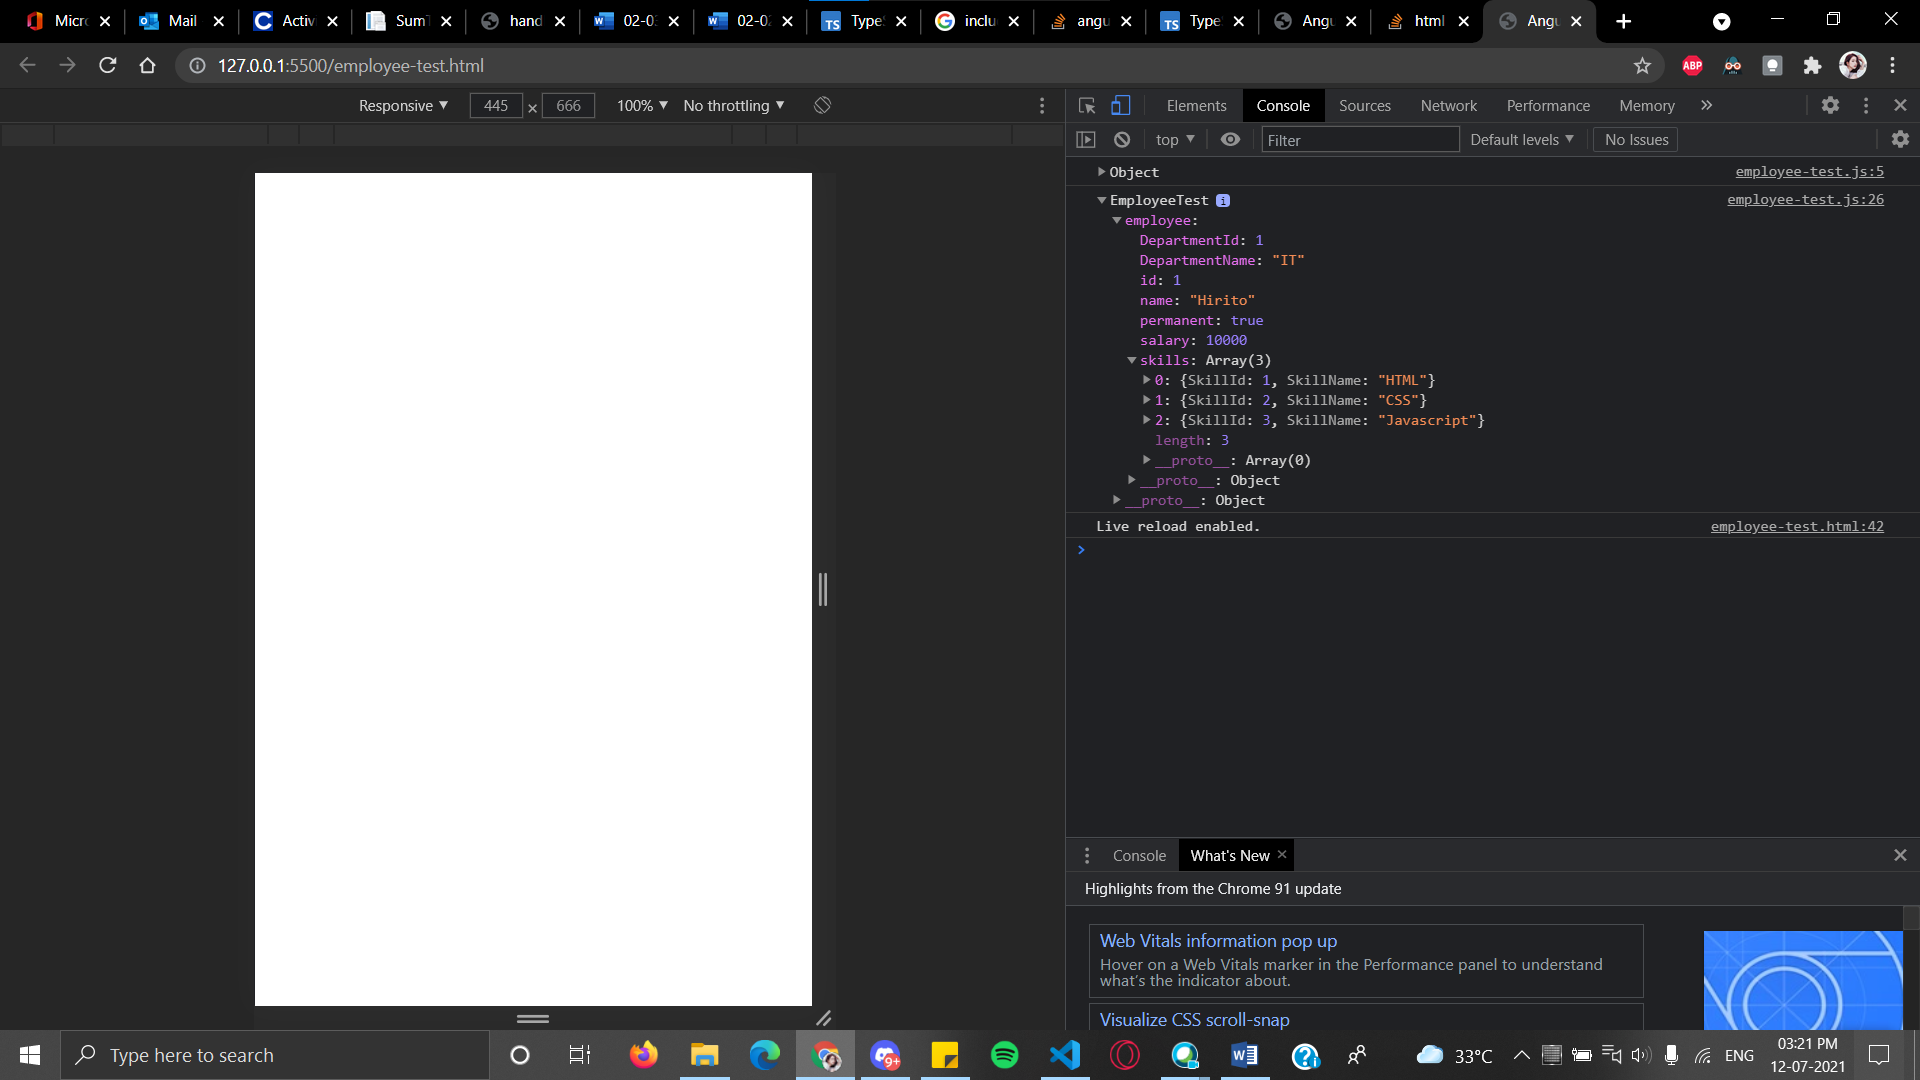 Micro Mail Activ SumT hand 02-0 02-02 TypeS inclu angu Type Angu html Angu
127.0.0.1:5500/employee-test.html
ABP
Responsive 445 × 666 100% No throttling
Elements Console Sources Network Performance Memory
top Filter Default levels No Issues
Object employee-test.js:5
EmployeeTest i employee-test.js:26
employee:
DepartmentId: 1
DepartmentName: "IT"
id: 1
name: "Hirito"
permanent: true
salary: 10000
skills: Array(3)
0: {SkillId: 1, SkillName: "HTML"}
1: {SkillId: 2, SkillName: "CSS"}
2: {SkillId: 3, SkillName: "Javascript"}
length: 3
__proto__: Array(0)
__proto__: Object
__proto__: Object
Live reload enabled. employee-test.html:42
Console What's New
Highlights from the Chrome 91 update
Web Vitals information pop up
Hover on a Web Vitals marker in the Performance panel to understand
what's the indicator about.
Visualize CSS scroll-snap
Type here to search
9+
33°C
ENG
03:21 PM
12-07-2021